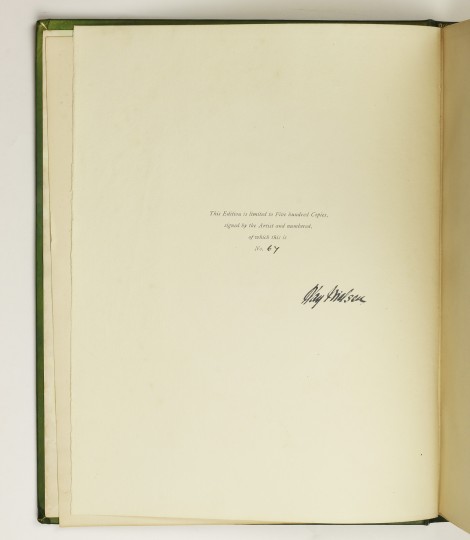 This Edition is limited to Five hundred Copies,
signed by the Artist and numbered,
of which this is
No. 67
Kay Nielsen